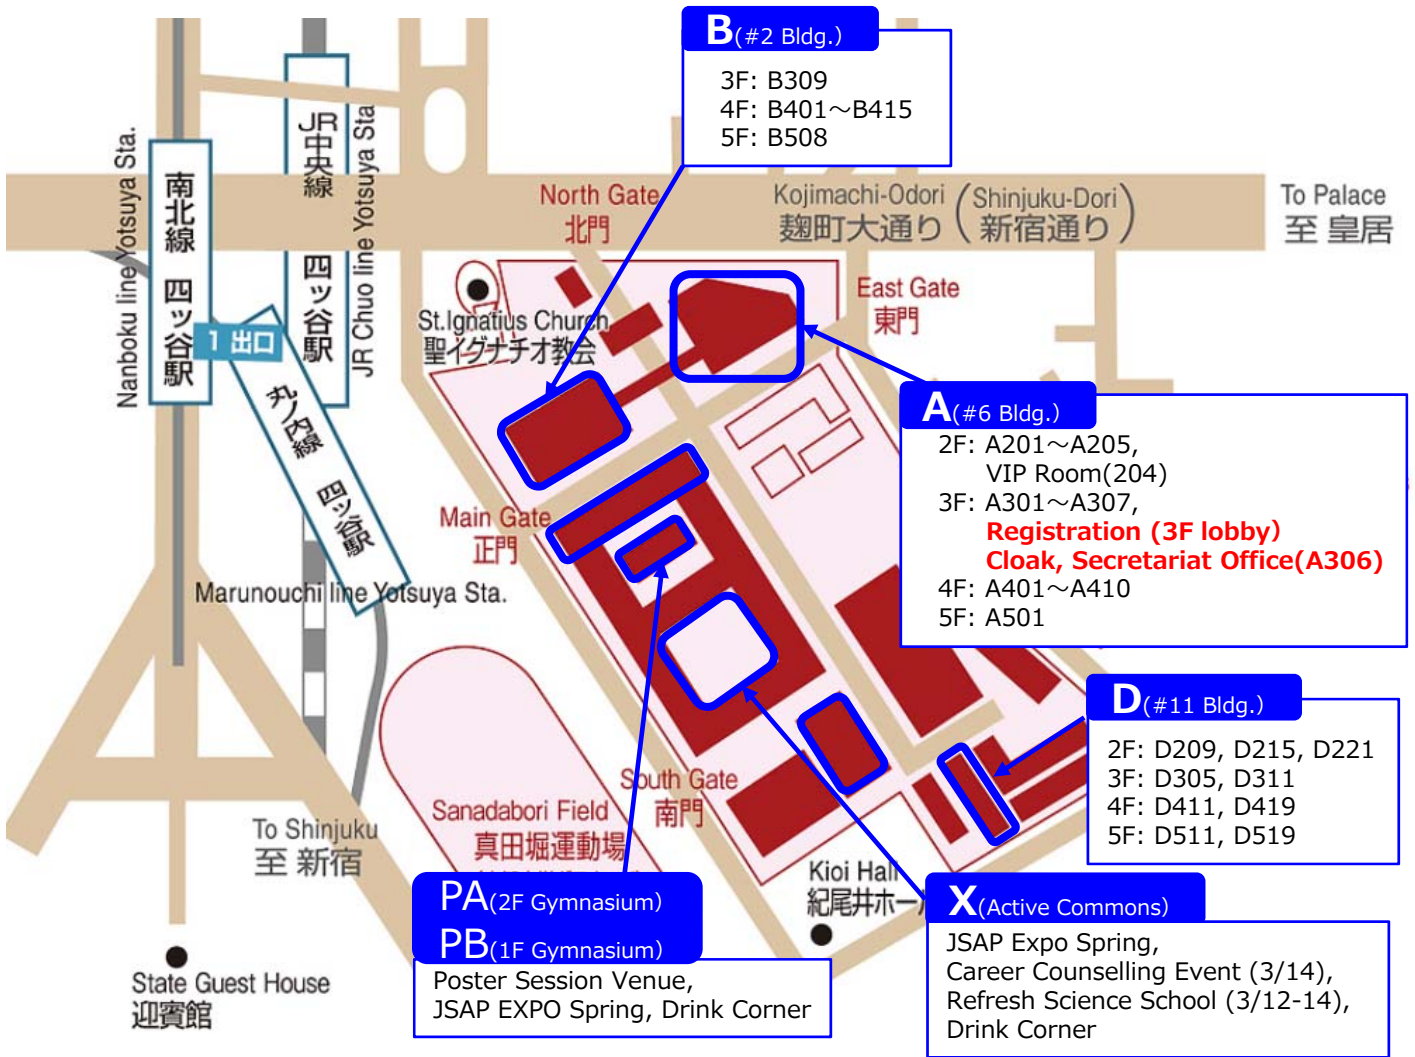 B(#2 Bldg.)
3F: B309
4F: B401～B415
5F: B508
JR中央線 四ツ谷駅
JR Chuo line Yotsuya Sta
南北線 四ツ谷駅
Nanboku line Yotsuya Sta.
1 出口
丸ノ内線 四ツ谷駅
Marunouchi line Yotsuya Sta.
North Gate
北門
Kojimachi-Odori (Shinjuku-Dori)
麹町大通り(新宿通り)
To Palace
至 皇居
St.Ignatius Church
聖イグナチオ教会
East Gate
東門
A(#6 Bldg.)
2F: A201～A205,
VIP Room(204)
3F: A301～A307,
Registration (3F lobby)
Cloak, Secretariat Office(A306)
4F: A401～A410
5F: A501
Main Gate
正門
D(#11 Bldg.)
2F: D209, D215, D221
3F: D305, D311
4F: D411, D419
5F: D511, D519
South Gate
南門
Sanadabori Field
真田堀運動場
To Shinjuku
至 新宿
Kioi Hall
紀尾井ホー
PA(2F Gymnasium)
PB(1F Gymnasium)
Poster Session Venue,
JSAP EXPO Spring, Drink Corner
X(Active Commons)
JSAP Expo Spring,
Career Counselling Event (3/14),
Refresh Science School (3/12-14),
Drink Corner
State Guest House
迎賓館